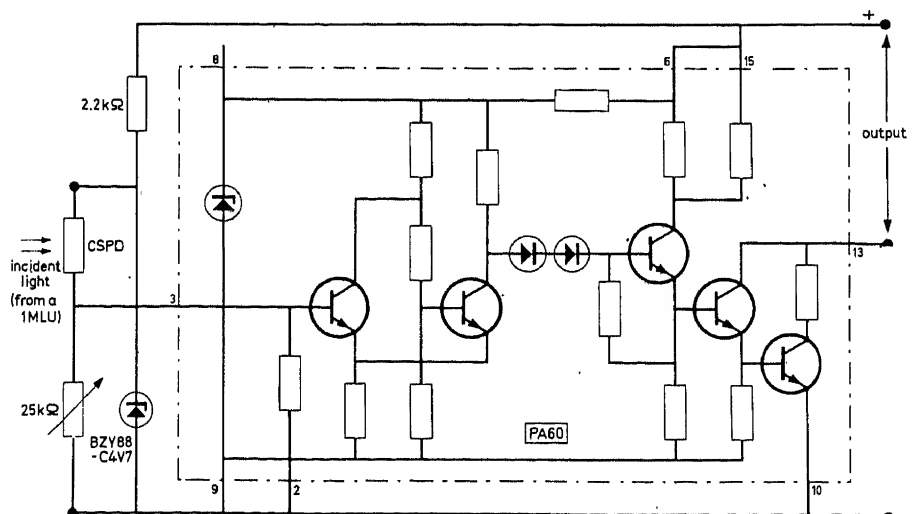 +
8
6
15
2.2kΩ
output
CSPD
incident
light
(from a
1MLU)
3
13
25kΩ
BZY88
-C4V7
PA60
9
2
10